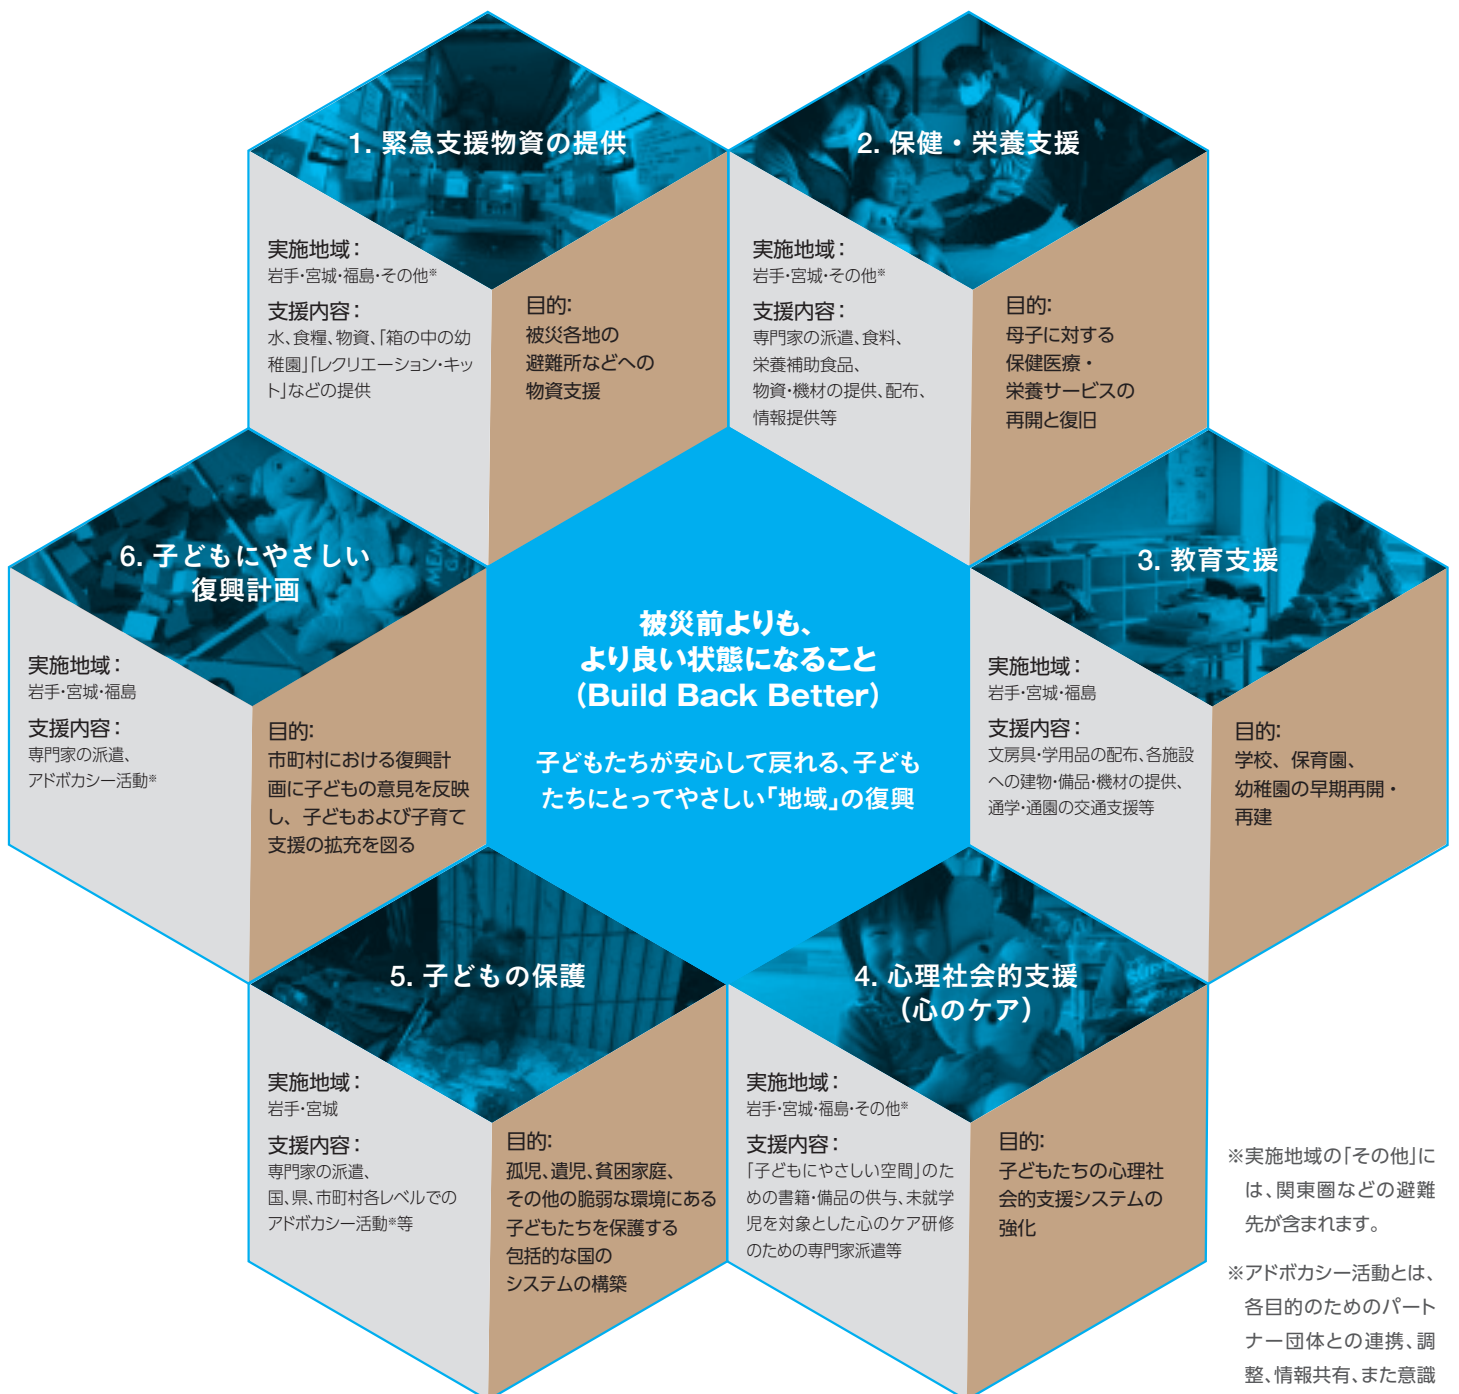 1. 緊急支援物資の提供
実施地域：
岩手・宮城・福島・その他※
支援内容：
水、食糧、物資、「箱の中の幼
稚園」「レクリエーション・キッ
ト」などの提供
目的:
被災各地の
避難所などへの
物資支援
2. 保健・栄養支援
実施地域：
岩手・宮城・その他※
支援内容：
専門家の派遣、食料、
栄養補助食品、
物資・機材の提供、配布、
情報提供等
目的:
母子に対する
保健医療・
栄養サービスの
再開と復旧
6. 子どもにやさしい
復興計画
実施地域：
岩手・宮城・福島
支援内容：
専門家の派遣、
アドボカシー活動※
目的:
市町村における復興計
画に子どもの意見を反映
し、子どもおよび子育て
支援の拡充を図る
被災前よりも、
より良い状態になること
（Build Back Better）
子どもたちが安心して戻れる、子ども
たちにとってやさしい「地域」の復興
3. 教育支援
実施地域：
岩手・宮城・福島
支援内容：
文房具・学用品の配布、各施設
への建物・備品・機材の提供、
通学・通園の交通支援等
目的:
学校、保育園、
幼稚園の早期再開・
再建
5. 子どもの保護
実施地域：
岩手・宮城
支援内容：
専門家の派遣、
国、県、市町村各レベルでの
アドボカシー活動※等
目的:
孤児、遺児、貧困家庭、
その他の脆弱な環境にある
子どもたちを保護する
包括的な国の
システムの構築
4. 心理社会的支援
（心のケア）
実施地域：
岩手・宮城・福島・その他※
支援内容：
「子どもにやさしい空間」のた
めの書籍・備品の供与、未就学
児を対象とした心のケア研修
のための専門家派遣等
目的:
子どもたちの心理社
会的支援システムの
強化
※実施地域の「その他」に
は、関東圏などの避難
先が含まれます。
※アドボカシー活動とは、
各目的のためのパート
ナー団体との連携、調
整、情報共有、また意識